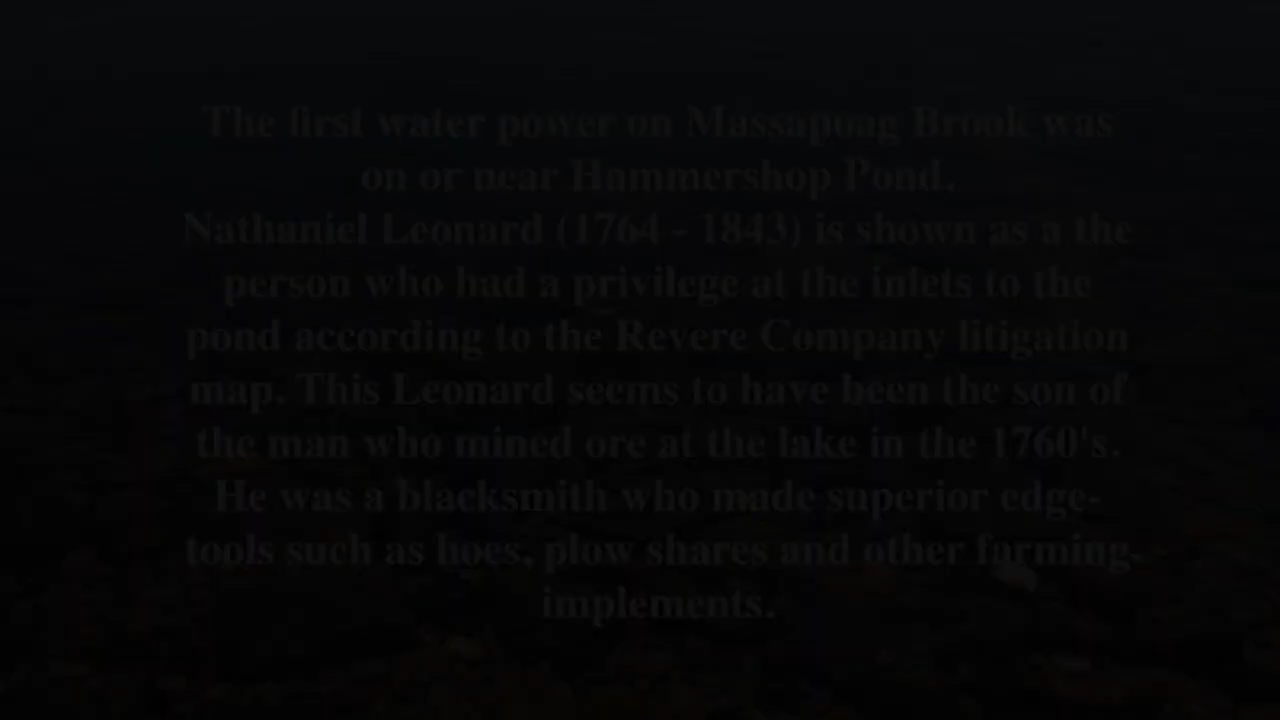 The first water power on Massapoag Brook was
on or near Hammershop Pond.
Nathaniel Leonard (1764 - 1843) is shown as a the
person who had a privilege at the inlets to the
pond according to the Revere Company litigation
map. This Leonard seems to have been the son of
the man who mined ore at the lake in the 1760's.
He was a blacksmith who made superior edge-
tools such as hoes, plow shares and other farming-
implements.